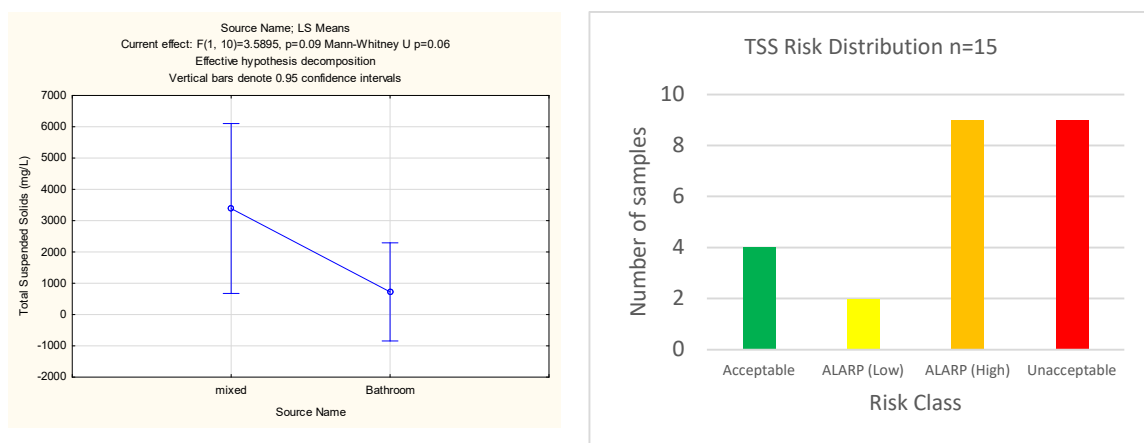 Source Name; LS Means
Current effect: F(1, 10)=3.5895, p=0.09 Mann-Whitney U p=0.06
Effective hypothesis decomposition
Vertical bars denote 0.95 confidence intervals
7000
6000
5000
4000
3000
2000
1000
0
-1000
-2000
Total Suspended Solids (mg/L)
mixed Bathroom
Source Name
TSS Risk Distribution n=15
10
8
6
4
2
0
Number of samples
Acceptable ALARP (Low) ALARP (High) Unacceptable
Risk Class